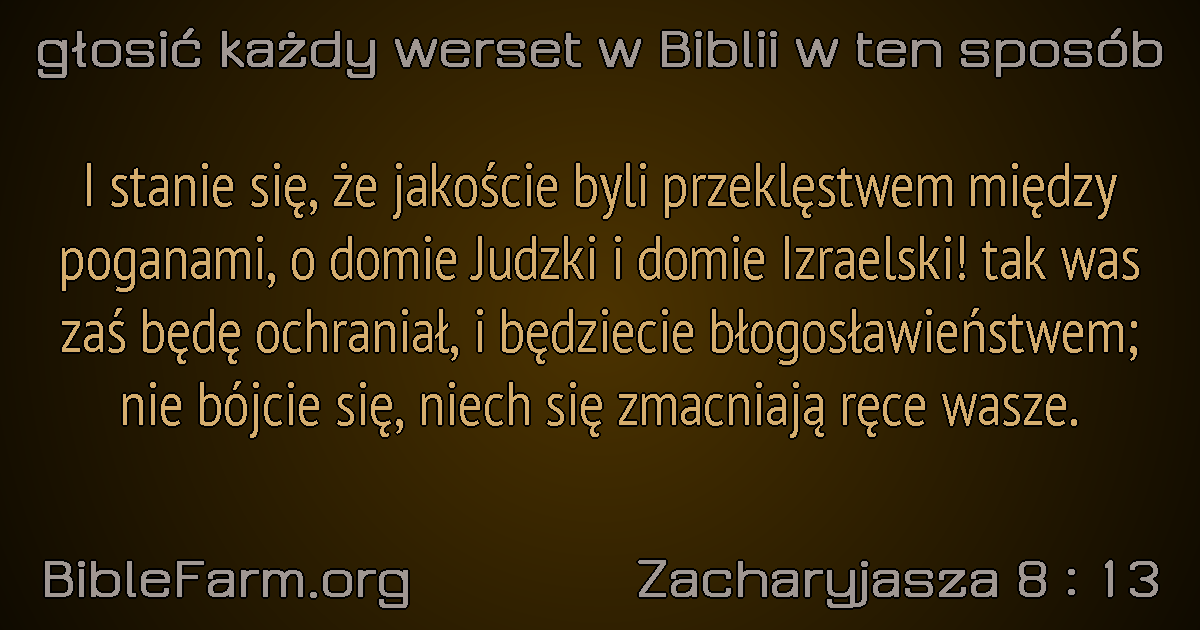 głosić każdy werset w Biblii w ten sposób
I stanie się, że jakoście byli przeklęstwem między
poganami, o domie Judzki i domie Izraelski! tak was
zaś będę ochraniał, i będziecie błogosławieństwem;
nie bójcie się, niech się zmacniają ręce wasze.
BibleFarm.org
Zacharyjasza 8 : 13